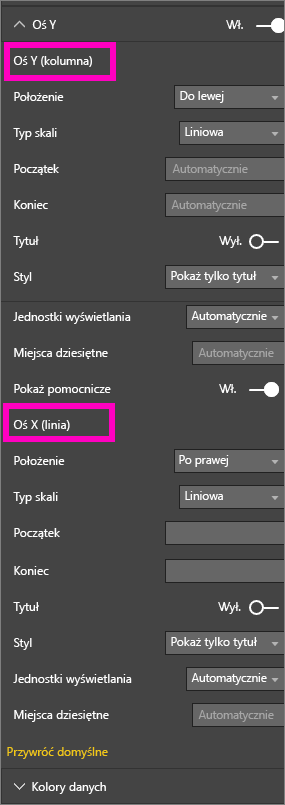 Oś Y Wł.
Oś Y (kolumna)
Położenie Do lewej
Typ skali Liniowa
Początek Automatycznie
Koniec Automatycznie
Tytuł Wył.
Styl Pokaż tylko tytuł
Jednostki wyświetlania Automatycznie
Miejsca dziesiętne Automatycznie
Pokaż pomocnicze Wł.
Oś X (linia)
Położenie Po prawej
Typ skali Liniowa
Początek
Koniec
Tytuł Wył.
Styl Pokaż tylko tytuł
Jednostki wyświetlania Automatycznie
Miejsca dziesiętne Automatycznie
Przywróć domyślne
Kolory danych